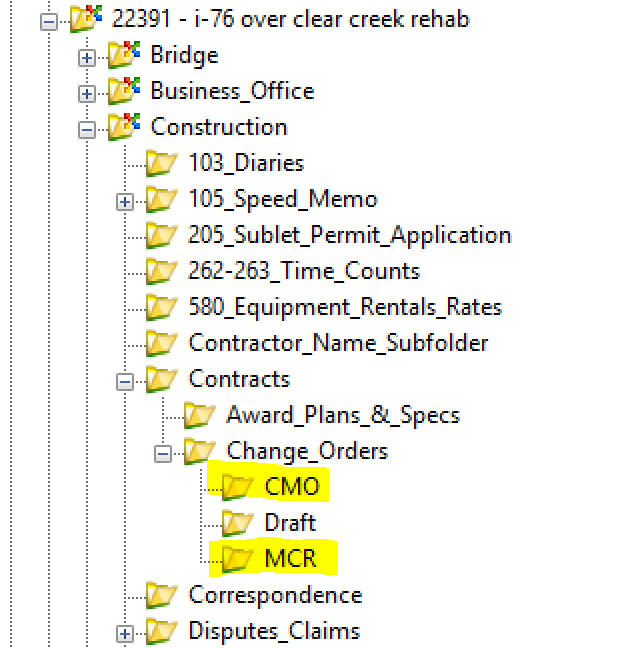 22391 - i-76 over clear creek rehab
Bridge
Business_Office
Construction
103_Diaries
105_Speed_Memo
205_Sublet_Permit_Application
262-263_Time_Counts
580_Equipment_Rentals_Rates
Contractor_Name_Subfolder
Contracts
Award_Plans_&_Specs
Change_Orders
CMO
Draft
MCR
Correspondence
Disputes_Claims